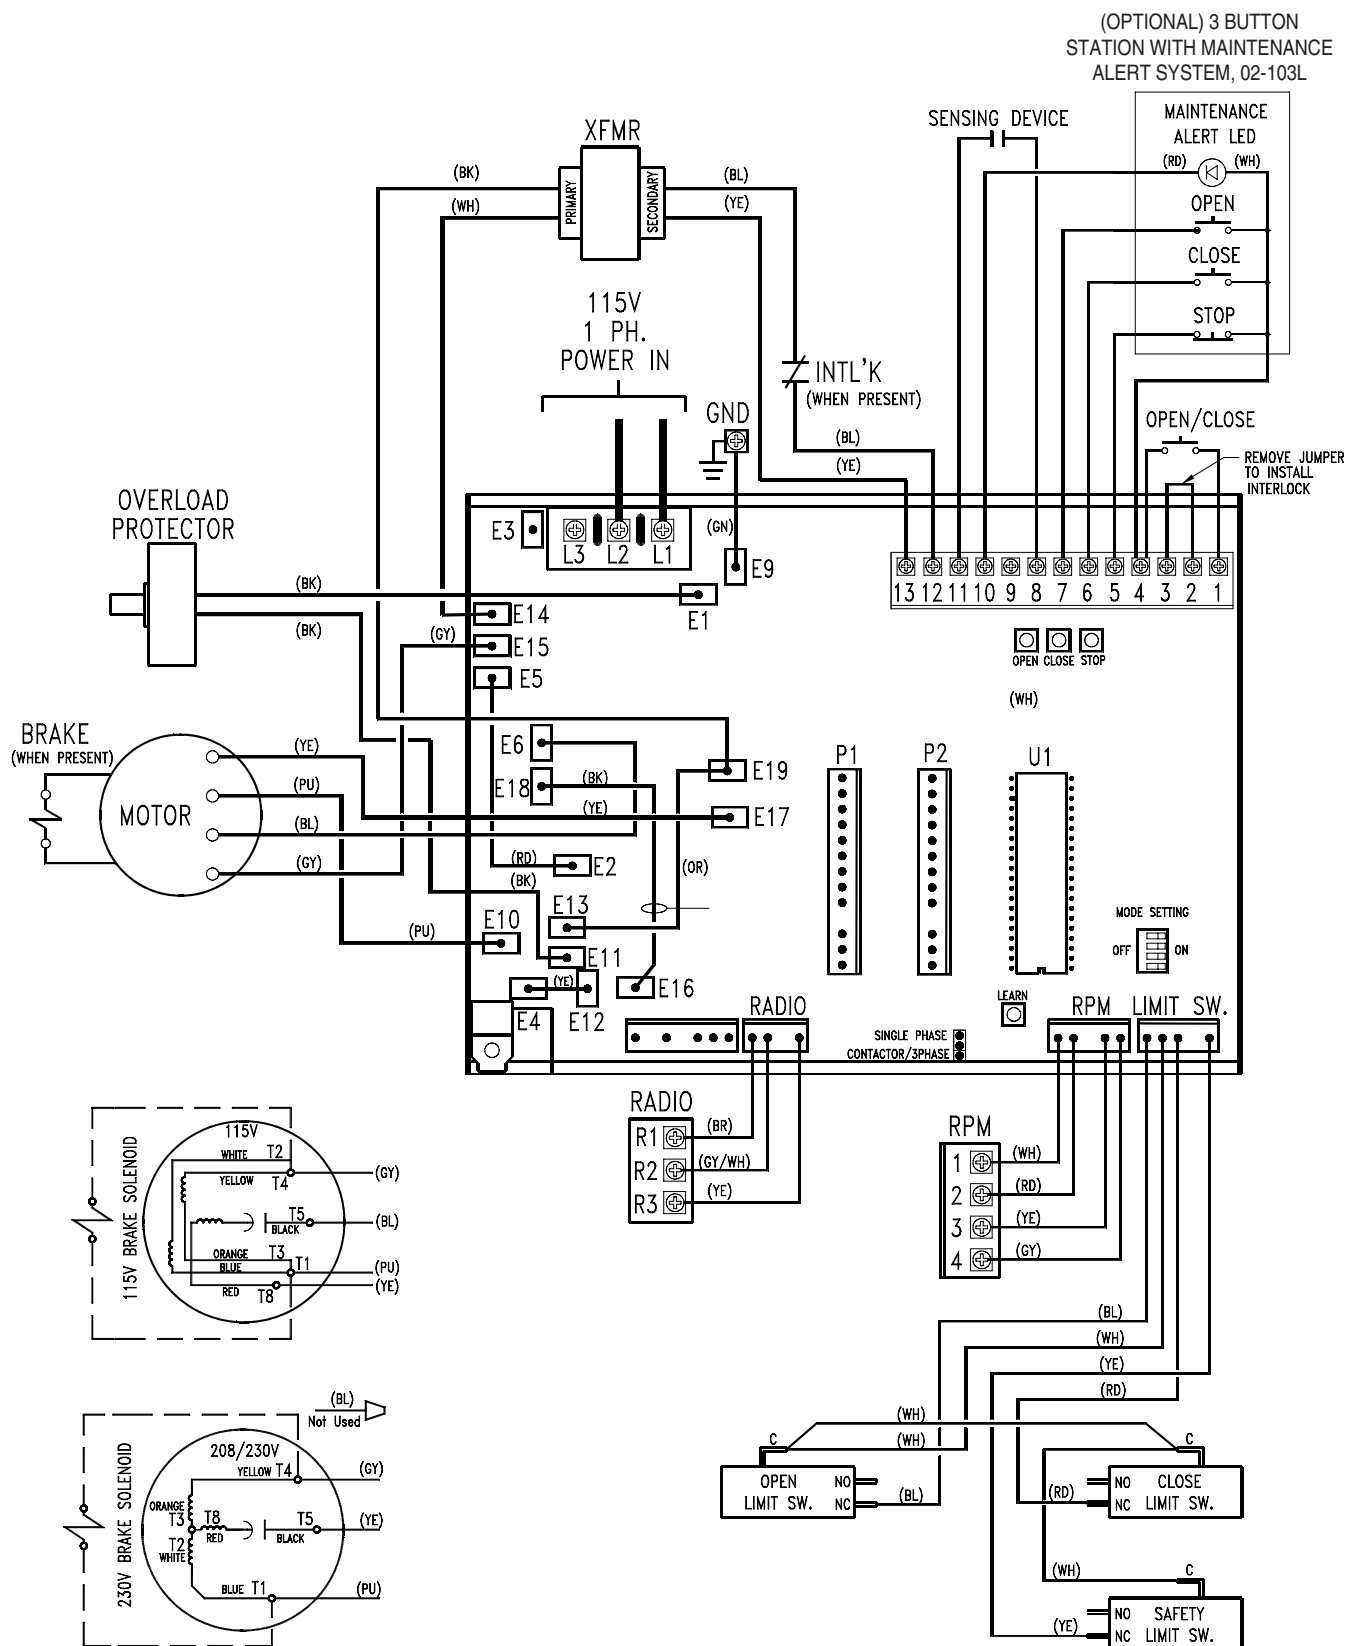 (OPTIONAL) 3 BUTTON
STATION WITH MAINTENANCE
ALERT SYSTEM, 02-103L
MAINTENANCE
ALERT LED
(RD) (WH)
OPEN
CLOSE
STOP
SENSING DEVICE
XFMR
PRIMARY
SECONDARY
(BK)
(WH)
(BL)
(YE)
115V
1 PH.
POWER IN
INTL'K
(WHEN PRESENT)
GND
(BL)
(YE)
OPEN/CLOSE
REMOVE JUMPER
TO INSTALL
INTERLOCK
OVERLOAD
PROTECTOR
(BK)
(BK)
E3
L3 L2 L1
(GN)
E9
E1
13 12 11 10 9 8 7 6 5 4 3 2 1
E14
(GY)
E15
E5
OPEN CLOSE STOP
(WH)
BRAKE
(WHEN PRESENT)
MOTOR
(YE)
(PU)
(BL)
(GY)
E6
E18
(BK)
(YE)
E19
E17
(RD)
E2
(OR)
(BK)
E13
E10
(PU)
E11
(YE)
E16
E4
E12
P1
P2
U1
MODE SETTING
OFF ON
LEARN
RADIO
SINGLE PHASE
CONTACTOR/3PHASE
RPM
LIMIT SW.
RADIO
R1 (BR)
R2 (GY/WH)
R3 (YE)
RPM
1 (WH)
2 (RD)
3 (YE)
4 (GY)
115V BRAKE SOLENOID
115V
WHITE T2
YELLOW T4
(GY)
T5
BLACK
(BL)
ORANGE T3
BLUE T1
(PU)
RED T8
(YE)
(BL)
(WH)
(YE)
(RD)
(BL)
Not Used
230V BRAKE SOLENOID
208/230V
YELLOW T4
(GY)
ORANGE
T3
T8
RED
T5
BLACK
(YE)
T2
WHITE
BLUE T1
(PU)
(WH)
(WH)
C
OPEN
LIMIT SW.
NO
NC
(BL)
C
NO
NC
CLOSE
LIMIT SW.
(RD)
(WH)
C
NO
NC
SAFETY
LIMIT SW.
(YE)